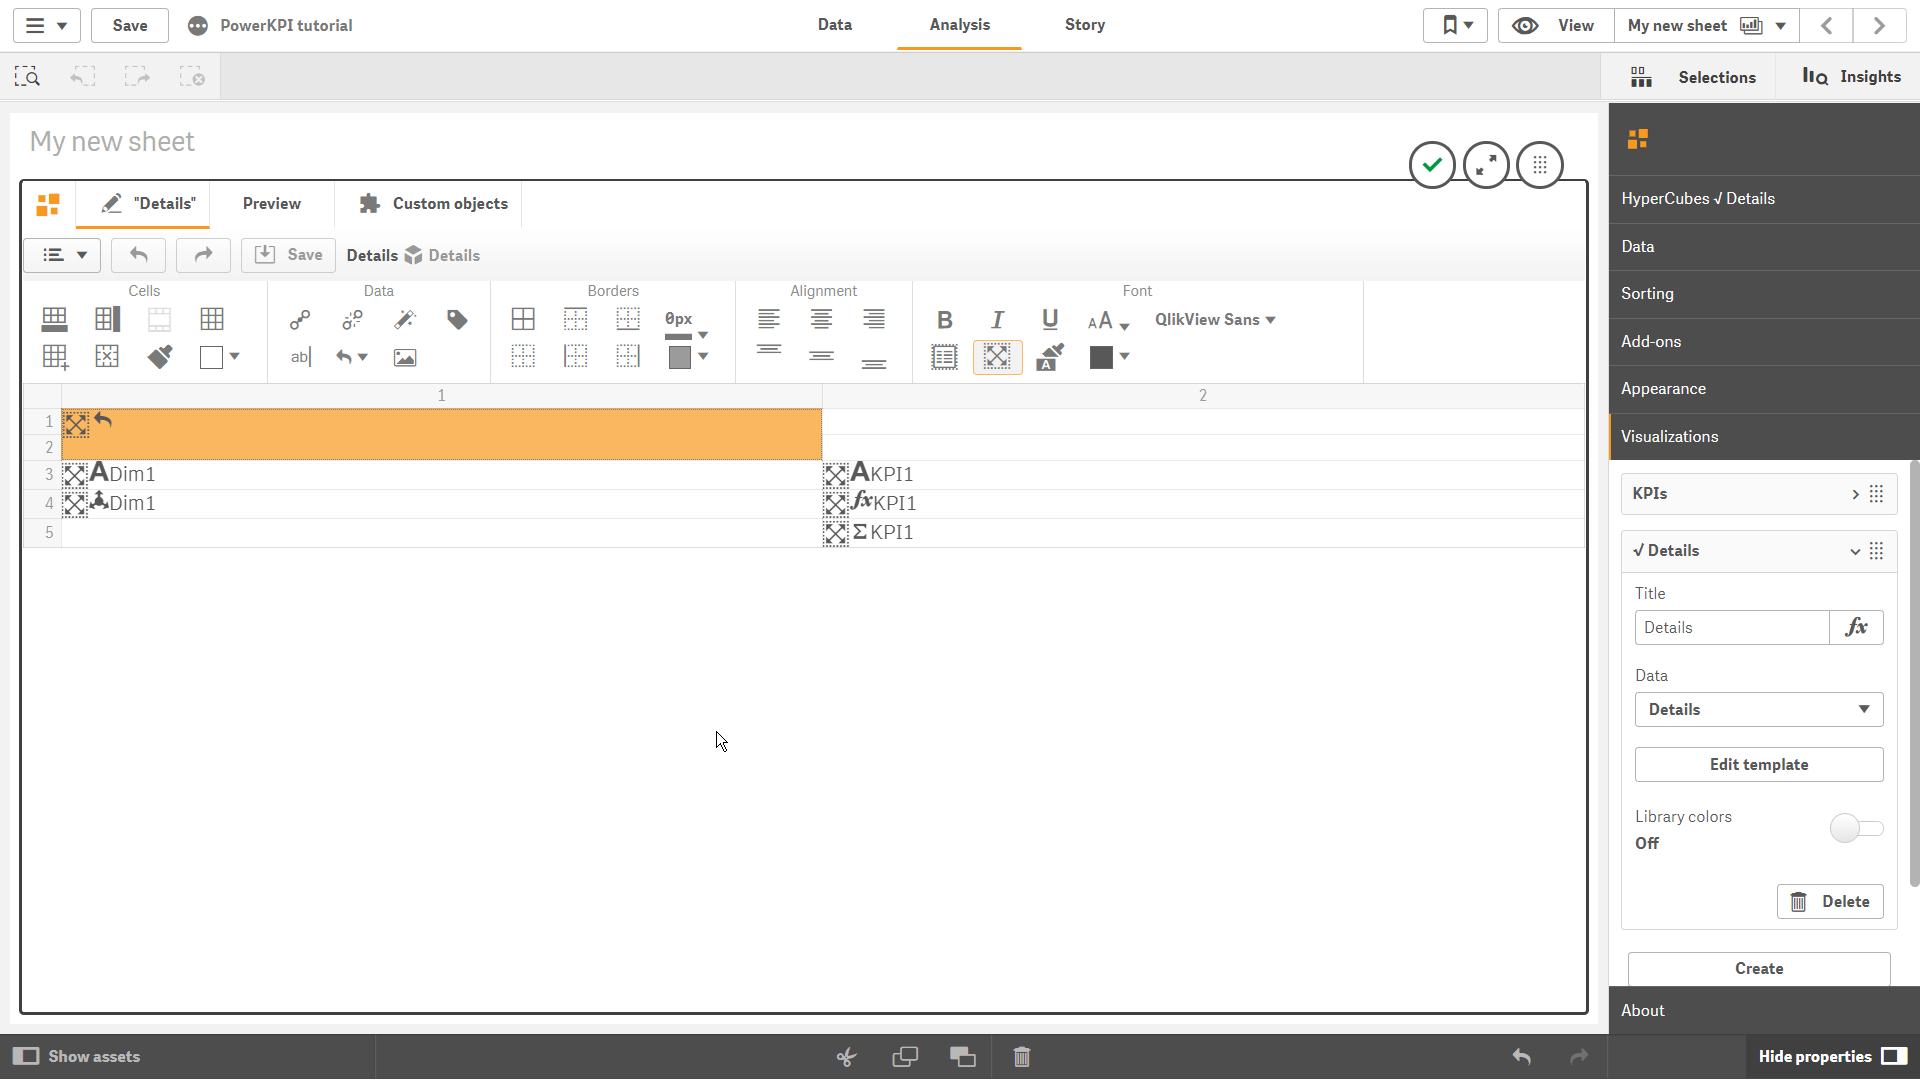 Save
PowerKPI tutorial
Data
Analysis
Story
View
My new sheet
Selections
Insights
My new sheet
"Details"
Preview
Custom objects
Save
Details
Details
Cells
Data
Borders
Alignment
Font
0px
B
I
U
AA
QlikView Sans
ab|
A
1
2
1
2
3
ADim1
AKPI1
4
Dim1
fxKPI1
5
ΣKPI1
HyperCubes √ Details
Data
Sorting
Add-ons
Appearance
Visualizations
KPIs
√ Details
Title
Details
fx
Data
Details
Edit template
Library colors
Off
Delete
Create
About
Show assets
Hide properties